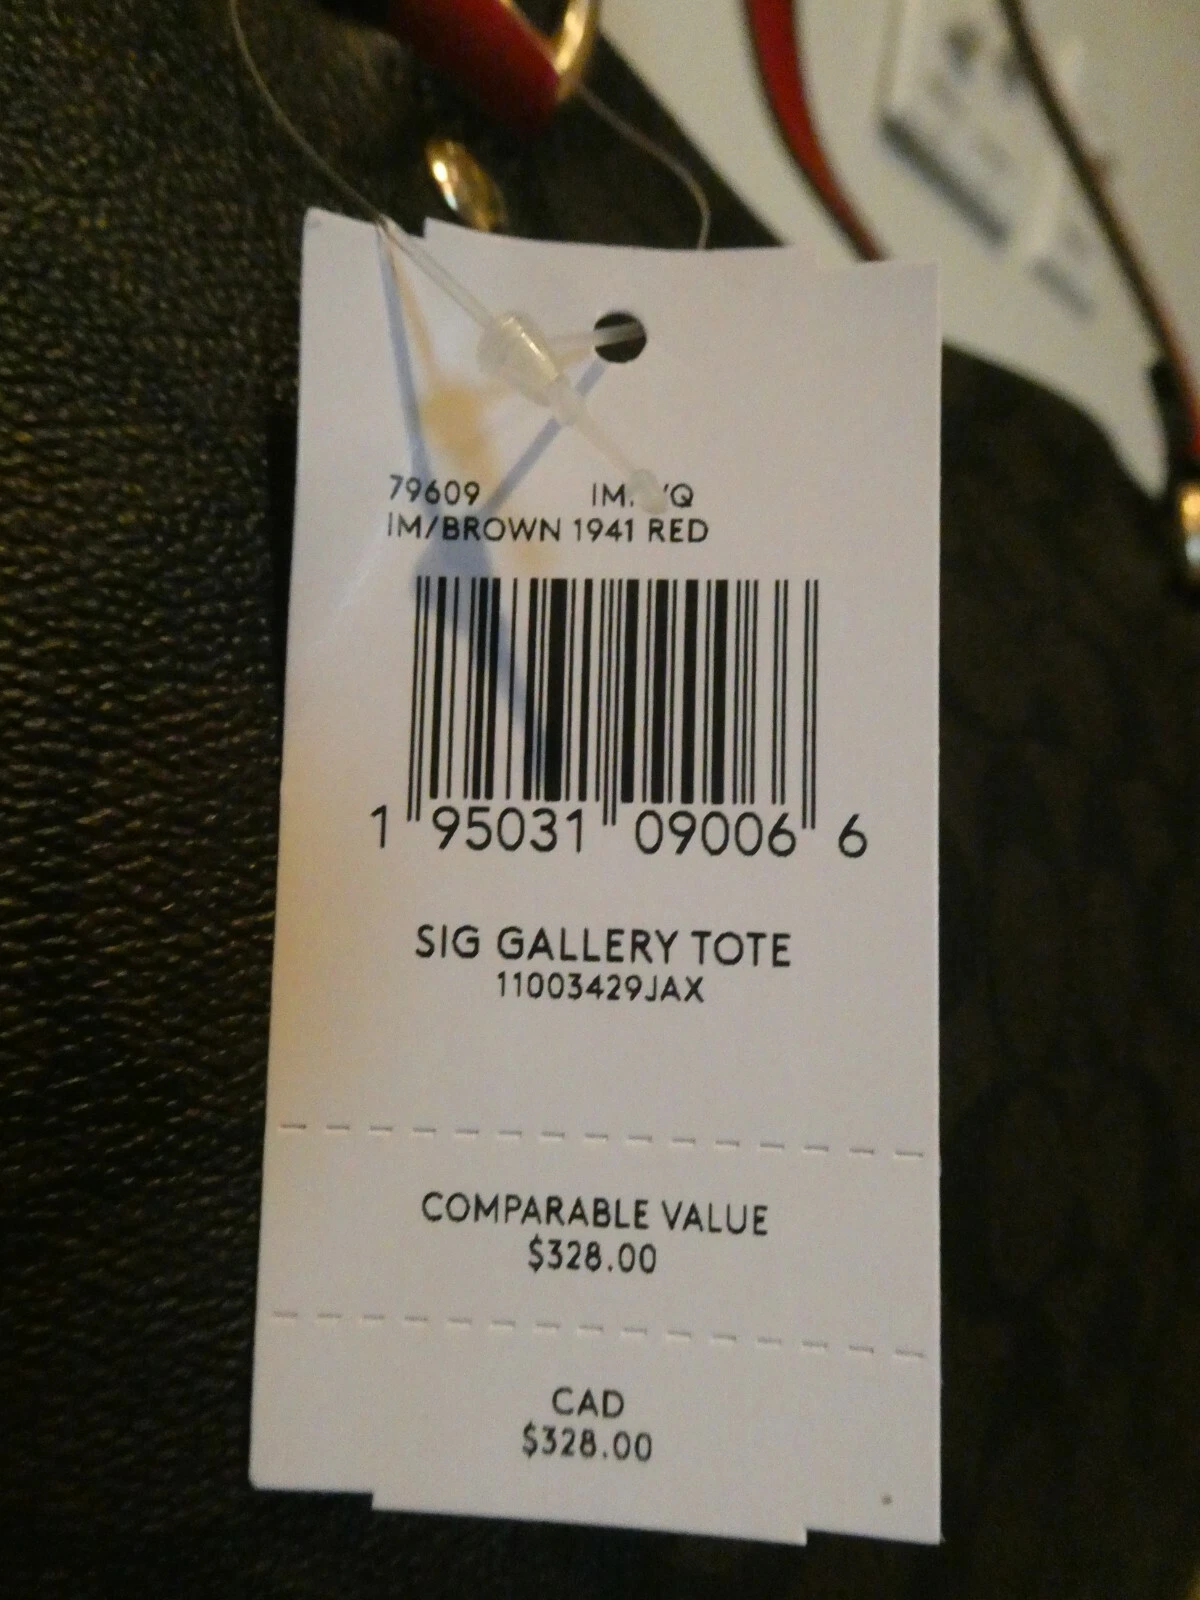 79609
IM/BROWN 1941 RED
1 95031 09006 6
SIG GALLERY TOTE
11003429JAX
COMPARABLE VALUE
$328.00
CAD
$328.00